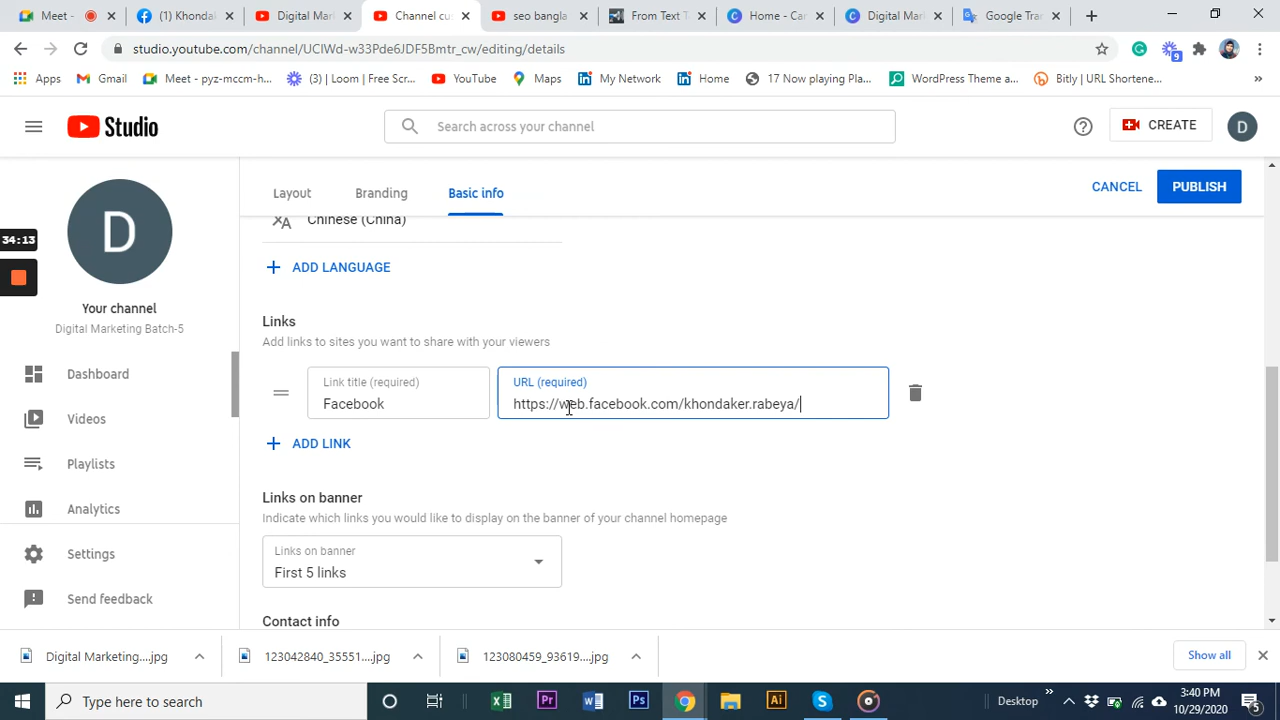 Meet -
(1) Khonda
Digital Mar
Channel cu
seo bangla
From Text T
Home - Can
Digital Mar
Google Tran
studio.youtube.com/channel/UClWd-w33Pde6JDF5Bmtr_cw/editing/details
Apps
Gmail
Meet - pyz-mccm-h...
(3) | Loom | Free Scr...
YouTube
Maps
My Network
Home
17 Now playing Pla...
WordPress Theme a...
Bitly | URL Shortene...
9
Studio
Search across your channel
CREATE
D
D
Layout
Branding
Basic info
CANCEL
PUBLISH
Chinese (China)
34:13
ADD LANGUAGE
Your channel
Digital Marketing Batch-5
Links
Add links to sites you want to share with your viewers
Link title (required)
Facebook
URL (required)
https://web.facebook.com/khondaker.rabeya/
ADD LINK
Dashboard
Videos
Playlists
Analytics
Settings
Send feedback
Links on banner
Indicate which links you would like to display on the banner of your channel homepage
Links on banner
First 5 links
Contact info
Digital Marketing....jpg
123042840_35551....jpg
123080459_93619....jpg
Show all
Type here to search
Desktop
3:40 PM
10/29/2020
5